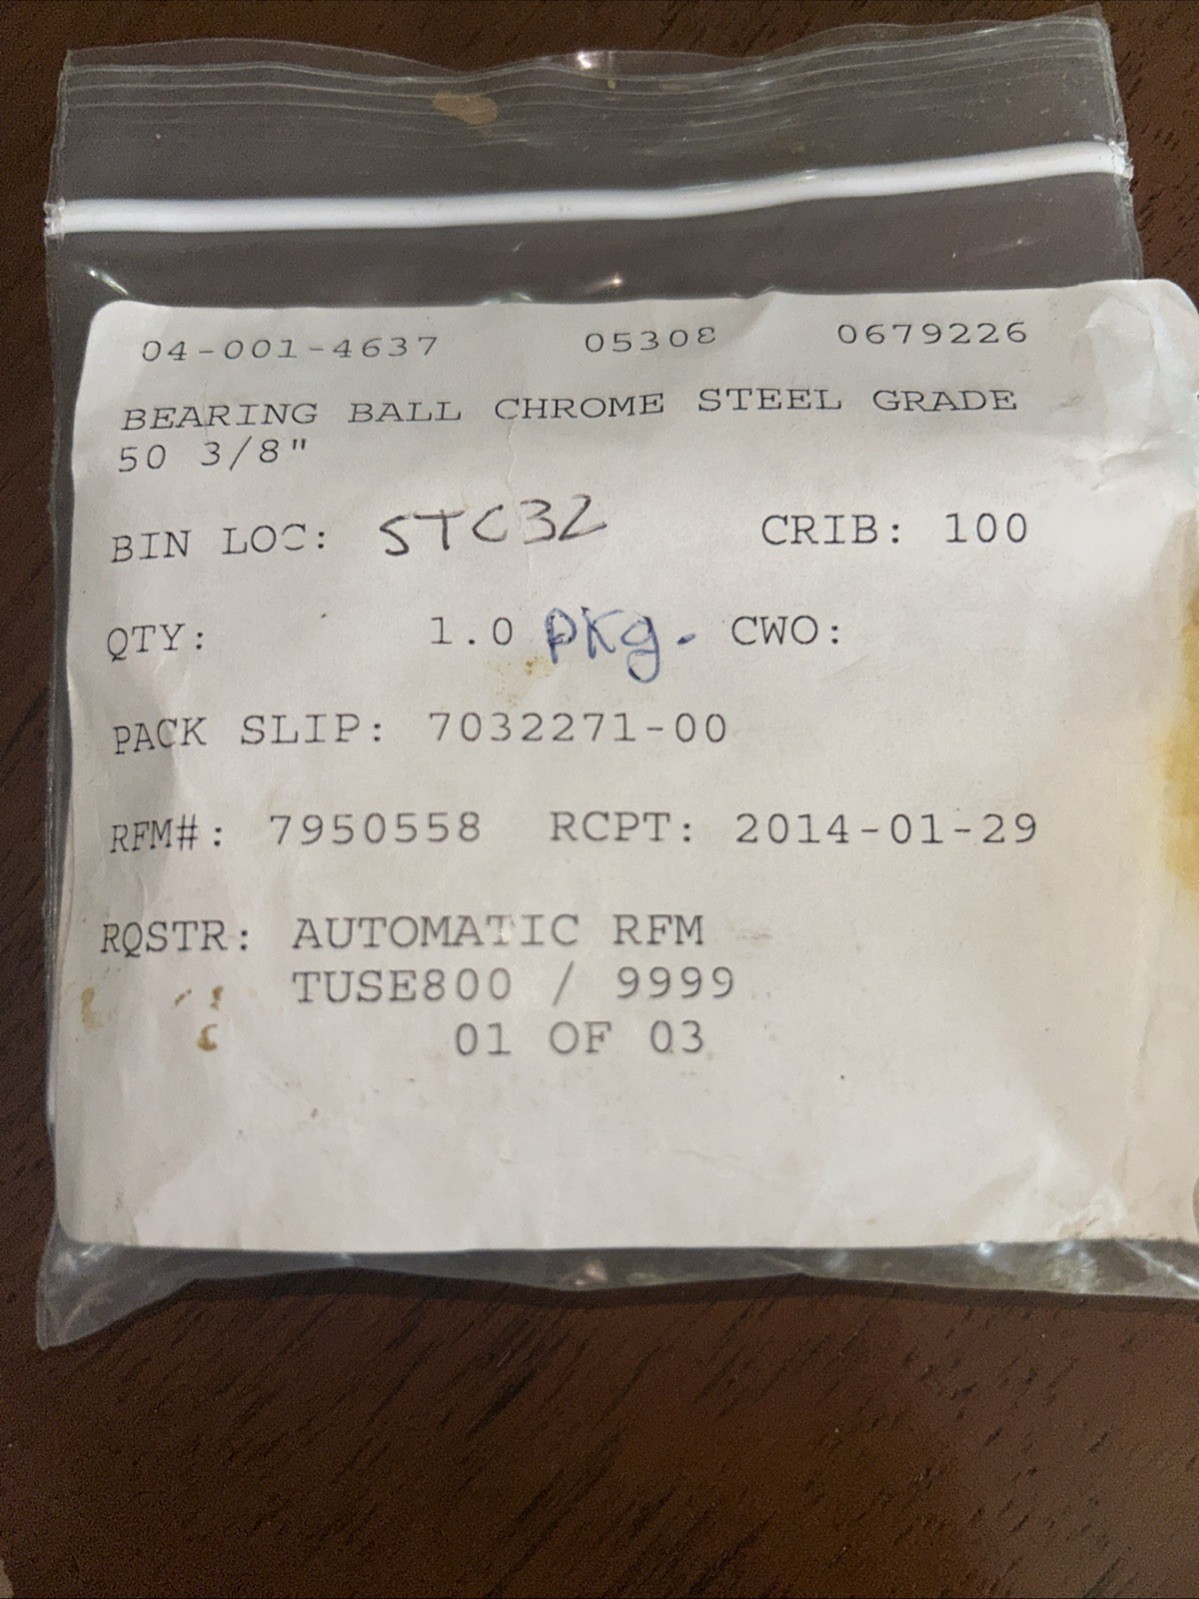 04-001-4637 05308 0679226
BEARING BALL CHROME STEEL GRADE
50 3/8"
BIN LOC: STC32 CRIB: 100
QTY: 1.0 pkg. CWO:
PACK SLIP: 7032271-00
RFM#: 7950558 RCPT: 2014-01-29
RQSTR: AUTOMATIC RFM
TUSE800 / 9999
01 OF 03